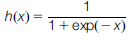 h(x) = 1 / (1 + exp(−x))